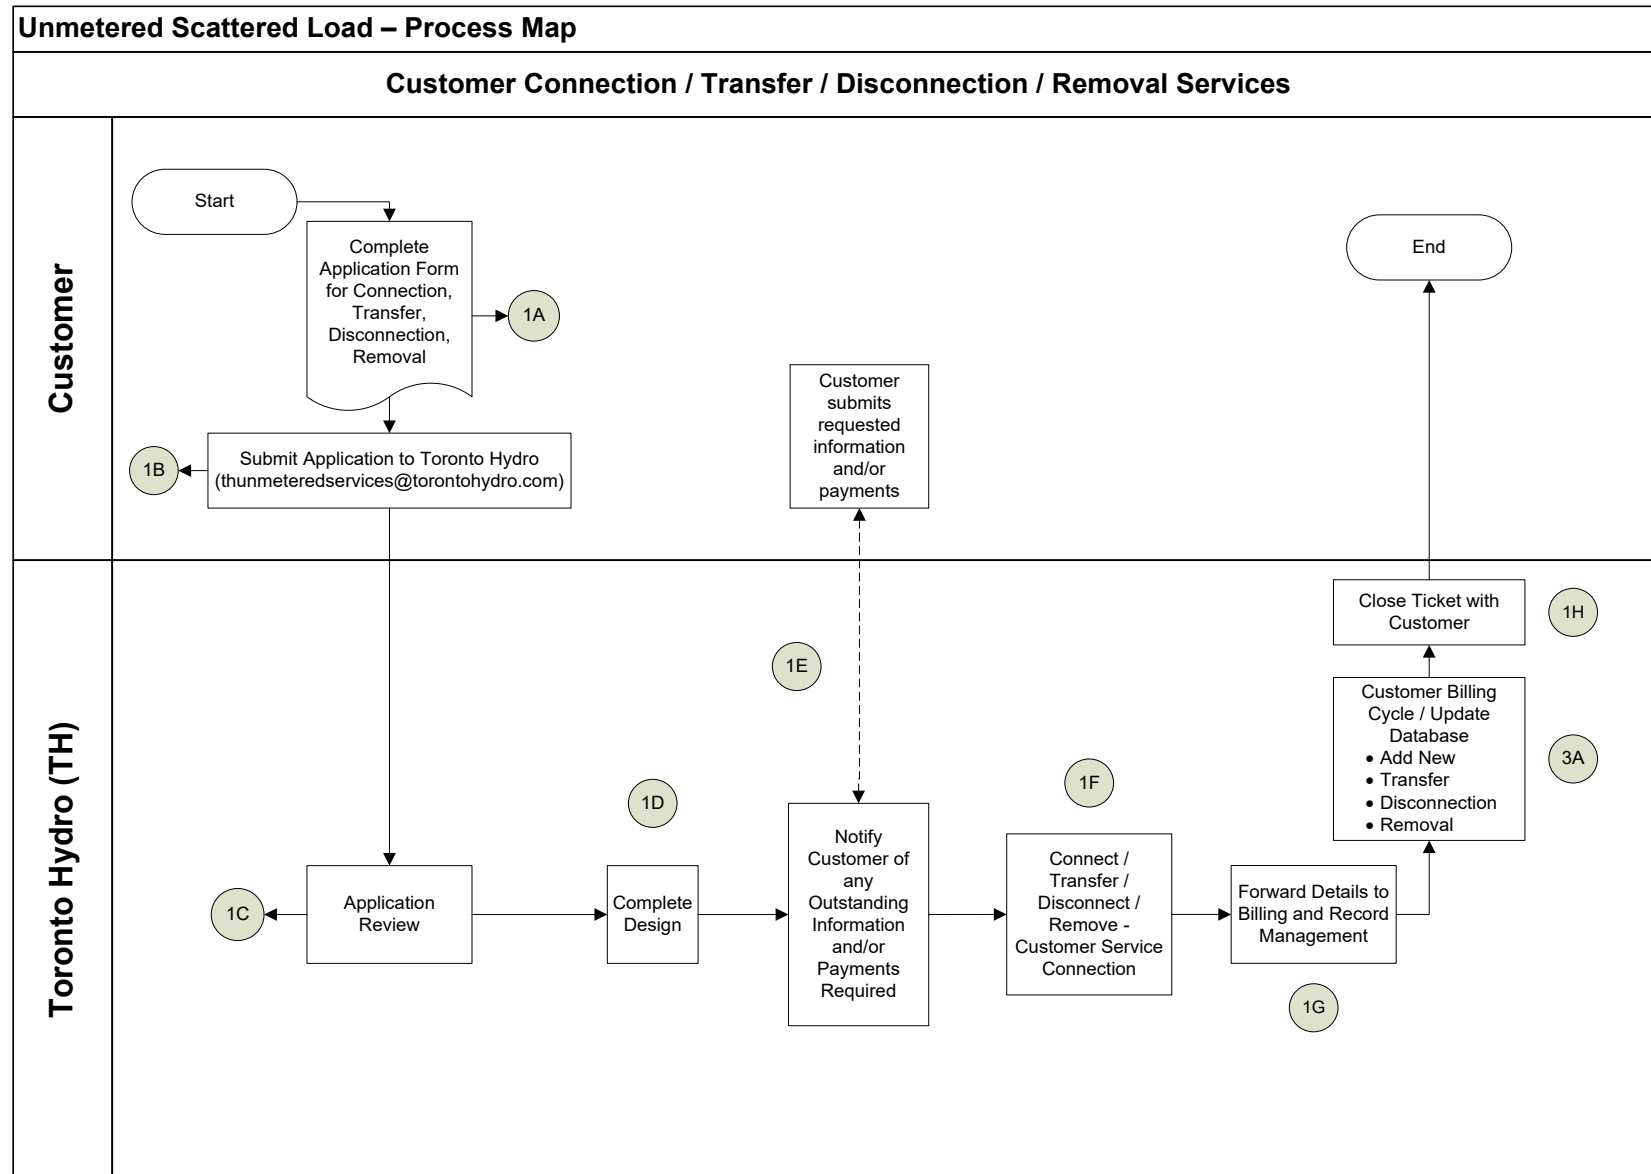 Unmetered Scattered Load – Process Map
Customer Connection / Transfer / Disconnection / Removal Services
Customer
Start
Complete
Application Form
for Connection,
Transfer,
Disconnection,
Removal
1A
Submit Application to Toronto Hydro
(thunmeteredservices@torontohydro.com)
1B
Customer
submits
requested
information
and/or
payments
End
Toronto Hydro (TH)
1C
Application
Review
1D
Complete
Design
1E
Notify
Customer of
any
Outstanding
Information
and/or
Payments
Required
1F
Connect /
Transfer /
Disconnect /
Remove -
Customer Service
Connection
Forward Details to
Billing and Record
Management
1G
Customer Billing
Cycle / Update
Database
• Add New
• Transfer
• Disconnection
• Removal
3A
Close Ticket with
Customer
1H